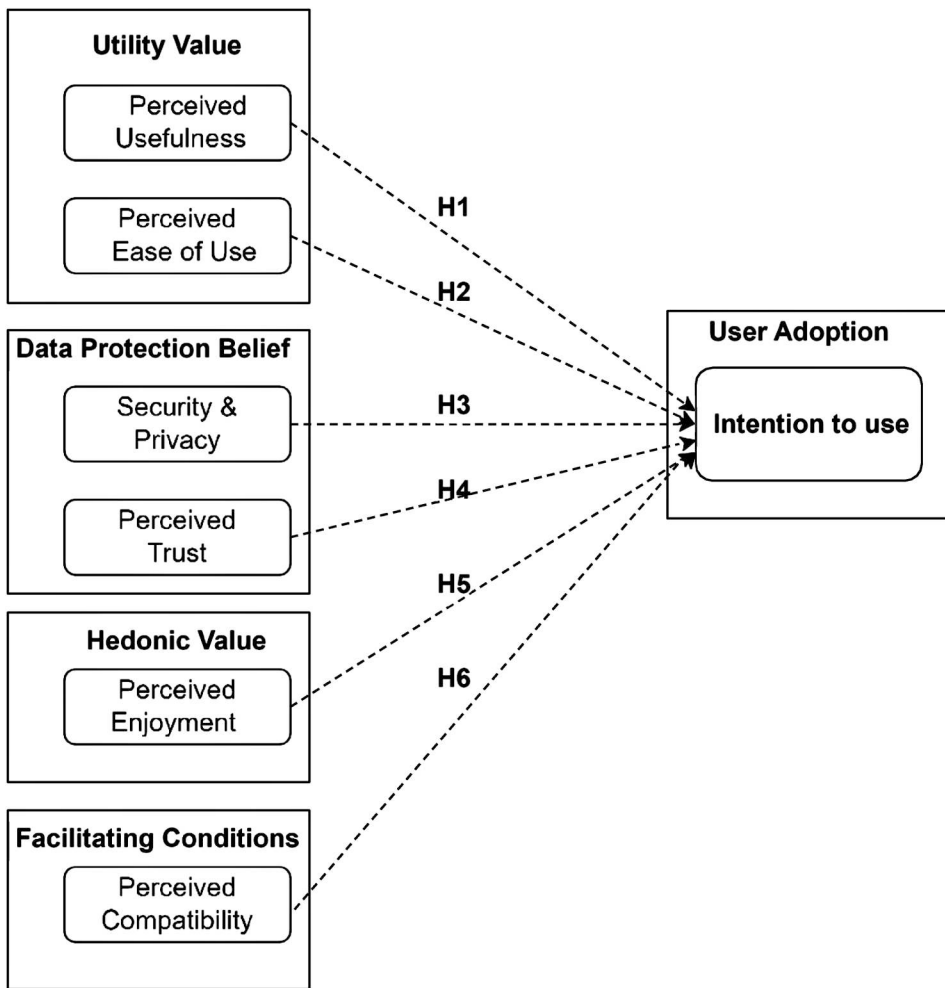 Utility Value
Perceived
Usefulness
Perceived
Ease of Use
H1
H2
Data Protection Belief
Security &
Privacy
Perceived
Trust
H3
H4
User Adoption
Intention to use
Hedonic Value
Perceived
Enjoyment
H5
H6
Facilitating Conditions
Perceived
Compatibility